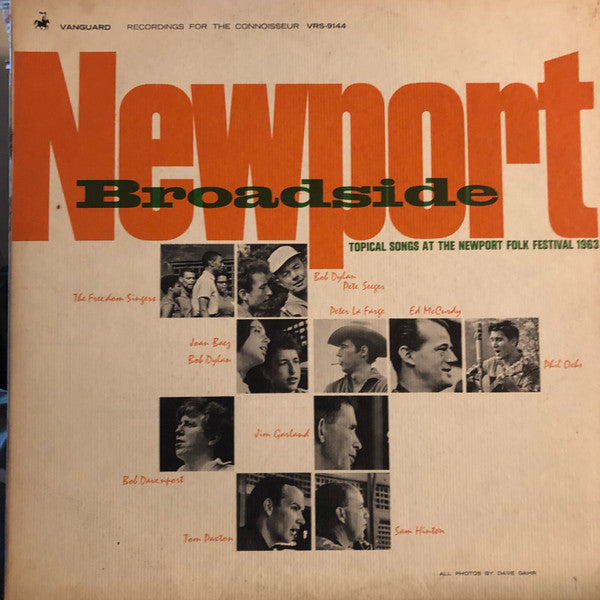 VANGUARD RECORDINGS FOR THE CONNOISSEUR VRS-9144
Newport
Broadside
TOPICAL SONGS AT THE NEWPORT FOLK FESTIVAL 1963
The Freedom Singers
Bob Dylan
Pete Seeger
Peter La Farge
Ed McCurdy
Joan Baez
Bob Dylan
Phil Ochs
Jim Garland
Bob Davenport
Tom Paxton
Sam Hinton
ALL PHOTOS BY DAVE GAHR